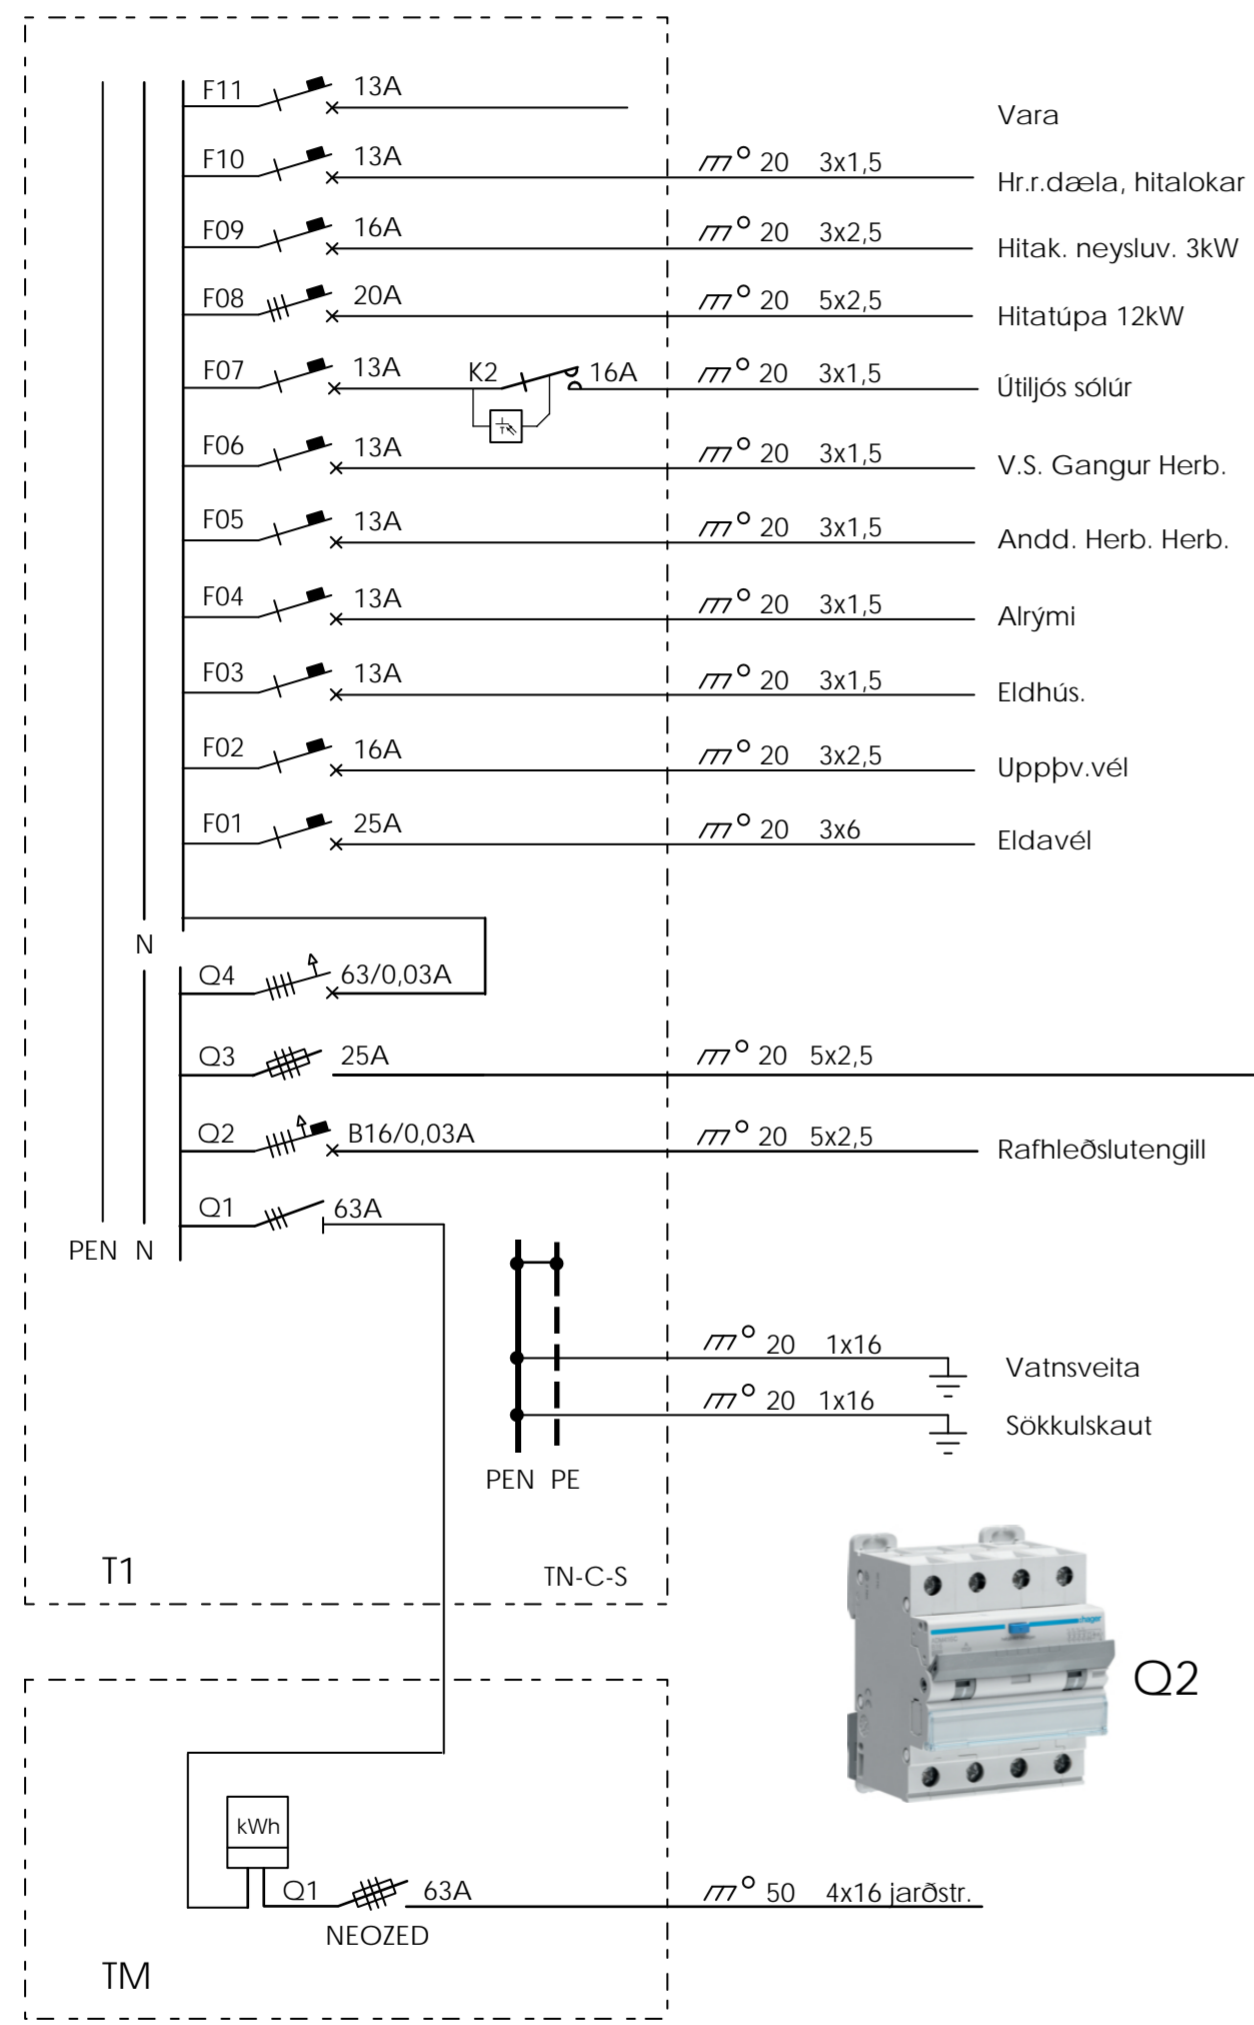 F11 13A Vara
F10 13A 20 3x1,5 Hr.r.dæla, hitalokar
F09 16A 20 3x2,5 Hitak. neysluv. 3kW
F08 20A 20 5x2,5 Hitatúpa 12kW
F07 13A K2 16A 20 3x1,5 Útiljós sólúr
F06 13A 20 3x1,5 V.S. Gangur Herb.
F05 13A 20 3x1,5 Andd. Herb. Herb.
F04 13A 20 3x1,5 Alrými
F03 13A 20 3x1,5 Eldhús.
F02 16A 20 3x2,5 Uppþv.vél
F01 25A 20 3x6 Eldavél
N
Q4 63/0,03A
Q3 25A 20 5x2,5
Q2 B16/0,03A 20 5x2,5 Rafhleðslutengill
Q1 63A
PEN N
20 1x16 Vatnsveita
20 1x16 Sökkulskaut
PEN PE
T1 TN-C-S
:hager
Q2
kWh
Q1 63A 50 4x16 jarðstr.
NEOZED
TM